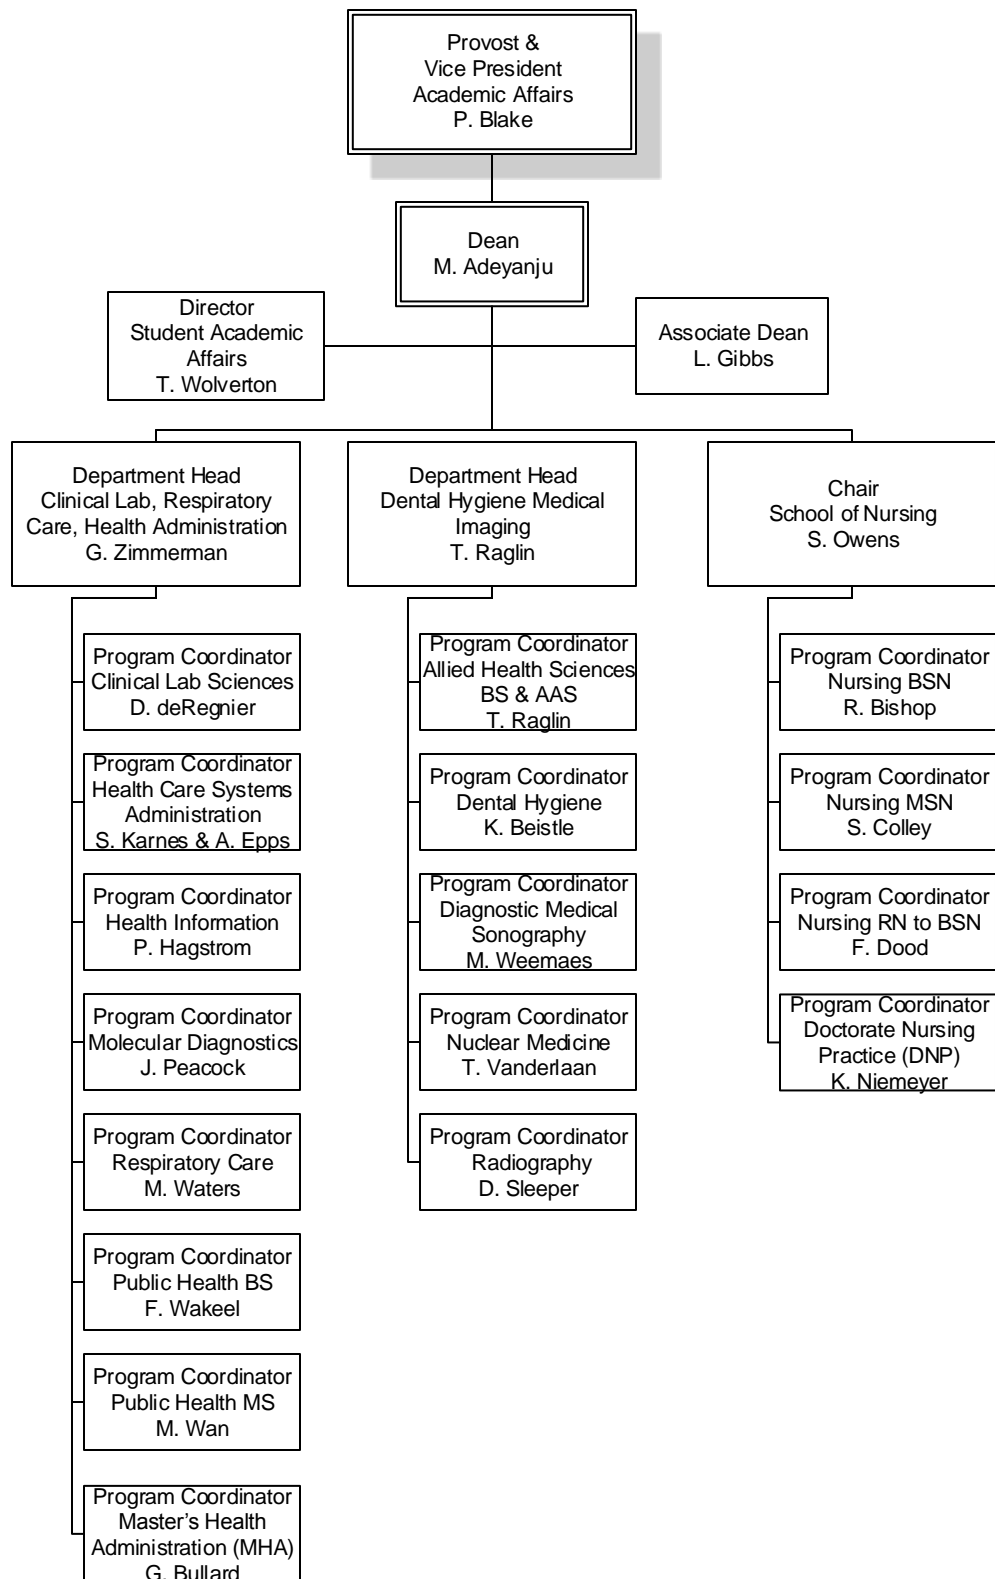 Provost &
Vice President
Academic Affairs
P. Blake
Dean
M. Adeyanju
Director
Student Academic
Affairs
T. Wolverton
Associate Dean
L. Gibbs
Department Head
Clinical Lab, Respiratory
Care, Health Administration
G. Zimmerman
Department Head
Dental Hygiene Medical
Imaging
T. Raglin
Chair
School of Nursing
S. Owens
Program Coordinator
Clinical Lab Sciences
D. deRegnier
Program Coordinator
Health Care Systems
Administration
S. Karnes & A. Epps
Program Coordinator
Health Information
P. Hagstrom
Program Coordinator
Molecular Diagnostics
J. Peacock
Program Coordinator
Respiratory Care
M. Waters
Program Coordinator
Public Health BS
F. Wakeel
Program Coordinator
Public Health MS
M. Wan
Program Coordinator
Master’s Health
Administration (MHA)
G. Bullard
Program Coordinator
Allied Health Sciences
BS & AAS
T. Raglin
Program Coordinator
Dental Hygiene
K. Beistle
Program Coordinator
Diagnostic Medical
Sonography
M. Weemaes
Program Coordinator
Nuclear Medicine
T. Vanderlaan
Program Coordinator
Radiography
D. Sleeper
Program Coordinator
Nursing BSN
R. Bishop
Program Coordinator
Nursing MSN
S. Colley
Program Coordinator
Nursing RN to BSN
F. Dood
Program Coordinator
Doctorate Nursing
Practice (DNP)
K. Niemeyer